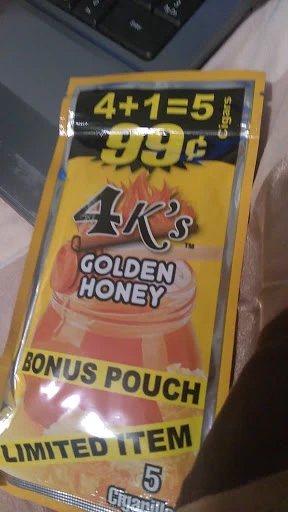 4+1=5
Cigars
99¢
4K's
TM
GOLDEN
HONEY
BONUS POUCH
LIMITED ITEM
5